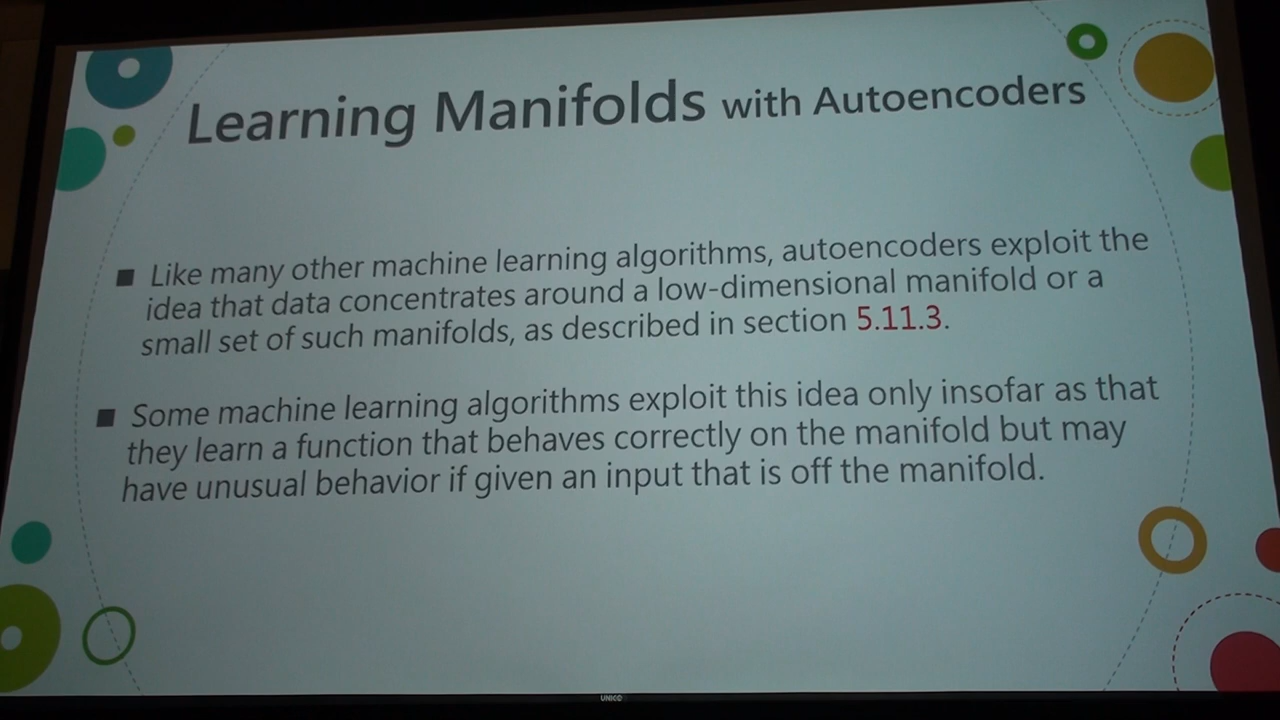 Learning Manifolds with Autoencoders
■ Like many other machine learning algorithms, autoencoders exploit the
idea that data concentrates around a low-dimensional manifold or a
small set of such manifolds, as described in section 5.11.3.
■ Some machine learning algorithms exploit this idea only insofar as that
they learn a function that behaves correctly on the manifold but may
have unusual behavior if given an input that is off the manifold.
UNICO